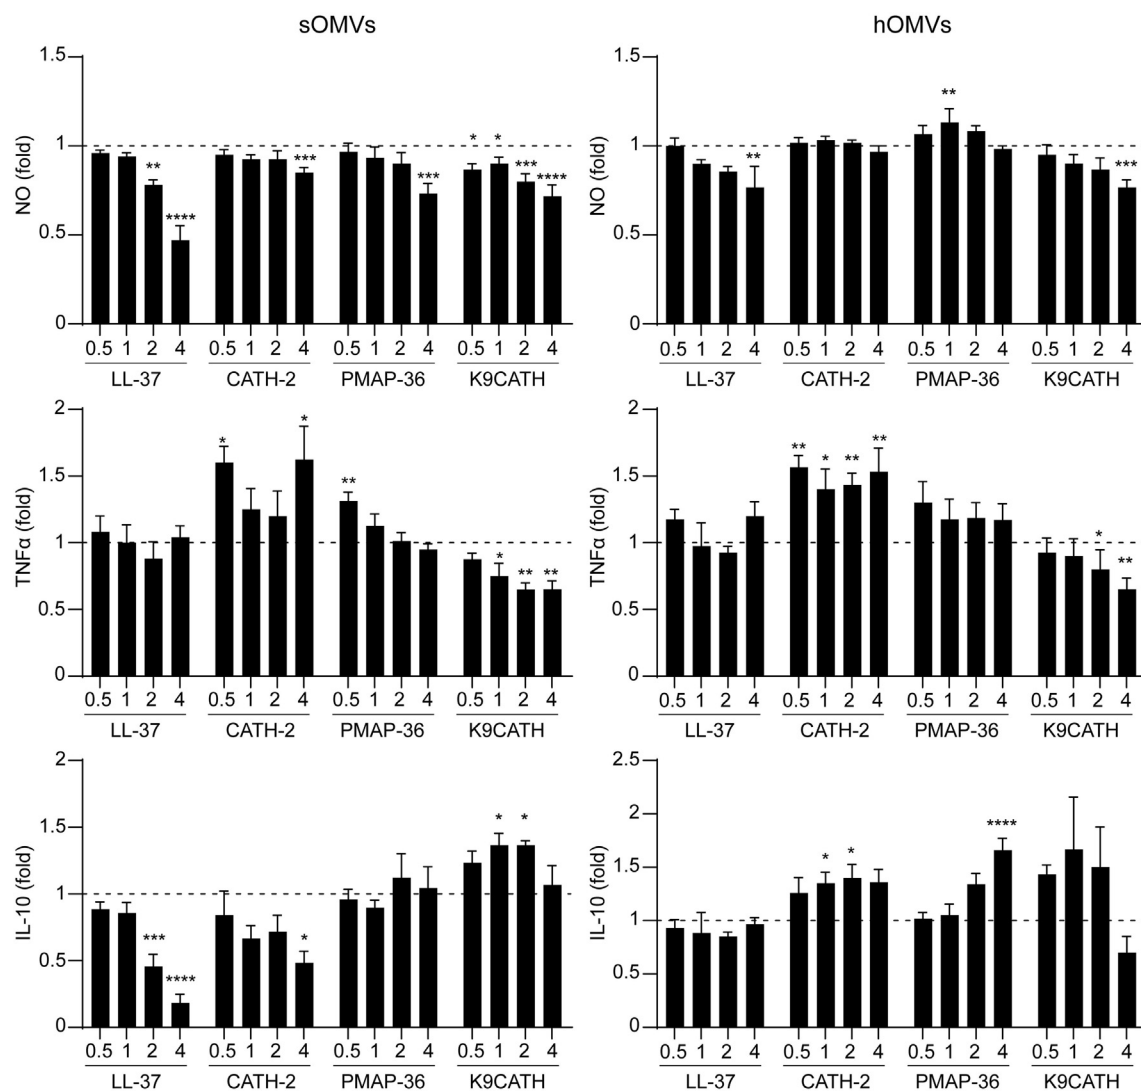 sOMVs hOMVs
1.5 1.5
* ** * *
** *** *** *** **** ** ***
1 1
NO (fold) NO (fold)
0.5 **** 0.5
0 0
0.5 1 2 4 0.5 1 2 4 0.5 1 2 4 0.5 1 2 4 0.5 1 2 4 0.5 1 2 4 0.5 1 2 4 0.5 1 2 4
LL-37 CATH-2 PMAP-36 K9CATH LL-37 CATH-2 PMAP-36 K9CATH
2 2
* * ** * ** **
1.5 1.5
** *
1 1
TNFα (fold) TNFα (fold)
* ** ** **
0.5 0.5
0 0
0.5 1 2 4 0.5 1 2 4 0.5 1 2 4 0.5 1 2 4 0.5 1 2 4 0.5 1 2 4 0.5 1 2 4 0.5 1 2 4
LL-37 CATH-2 PMAP-36 K9CATH LL-37 CATH-2 PMAP-36 K9CATH
2 2.5
2
1.5 * * * * ****
1.5
1 1
IL-10 (fold) IL-10 (fold)
*** * ****
0.5 0.5
0 0
0.5 1 2 4 0.5 1 2 4 0.5 1 2 4 0.5 1 2 4 0.5 1 2 4 0.5 1 2 4 0.5 1 2 4 0.5 1 2 4
LL-37 CATH-2 PMAP-36 K9CATH LL-37 CATH-2 PMAP-36 K9CATH